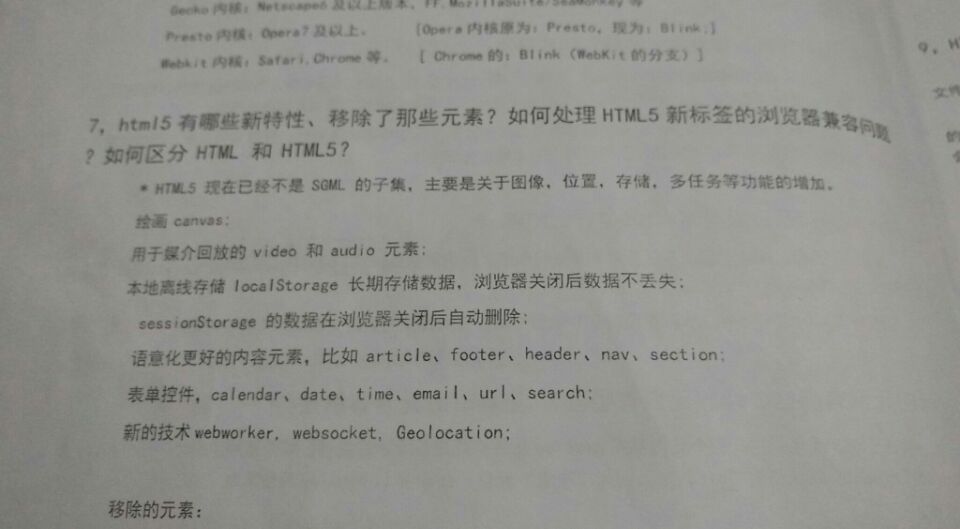 Gecko 内核：Netscape6 及以上版本，FF,MozillaSuite/SeaMonkey 等
Presto 内核：Opera7 及以上。 [Opera 内核原为：Presto，现为：Blink;]
Webkit 内核：Safari,Chrome 等。 [ Chrome 的：Blink（WebKit 的分支）]
7，html5 有哪些新特性、移除了那些元素？如何处理 HTML5 新标签的浏览器兼容问题
？如何区分 HTML 和 HTML5？
* HTML5 现在已经不是 SGML 的子集，主要是关于图像，位置，存储，多任务等功能的增加。
绘画 canvas;
用于媒介回放的 video 和 audio 元素;
本地离线存储 localStorage 长期存储数据，浏览器关闭后数据不丢失;
sessionStorage 的数据在浏览器关闭后自动删除;
语意化更好的内容元素，比如 article、footer、header、nav、section;
表单控件，calendar、date、time、email、url、search;
新的技术 webworker, websocket, Geolocation;
移除的元素：
9，H
文件
的